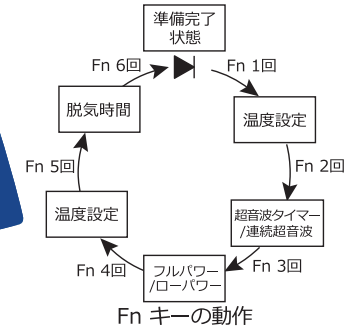 準備完了
状態
Fn 6回
Fn 1回
脱気時間
温度設定
Fn 5回
Fn 2回
温度設定
超音波タイマー
/連続超音波
Fn 4回
フルパワー
/ローパワー
Fn 3回
Fn キーの動作